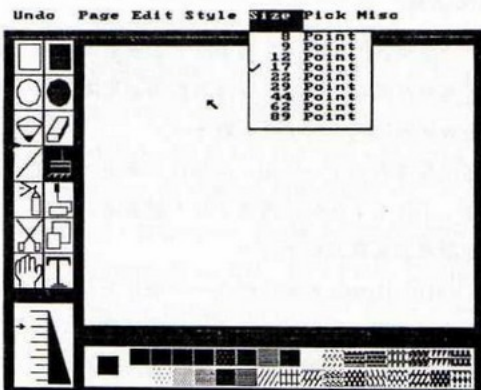 Undo Page Edit Style Size Pick Misc
8 Point
9 Point
12 Point
✓ 17 Point
22 Point
29 Point
44 Point
62 Point
89 Point